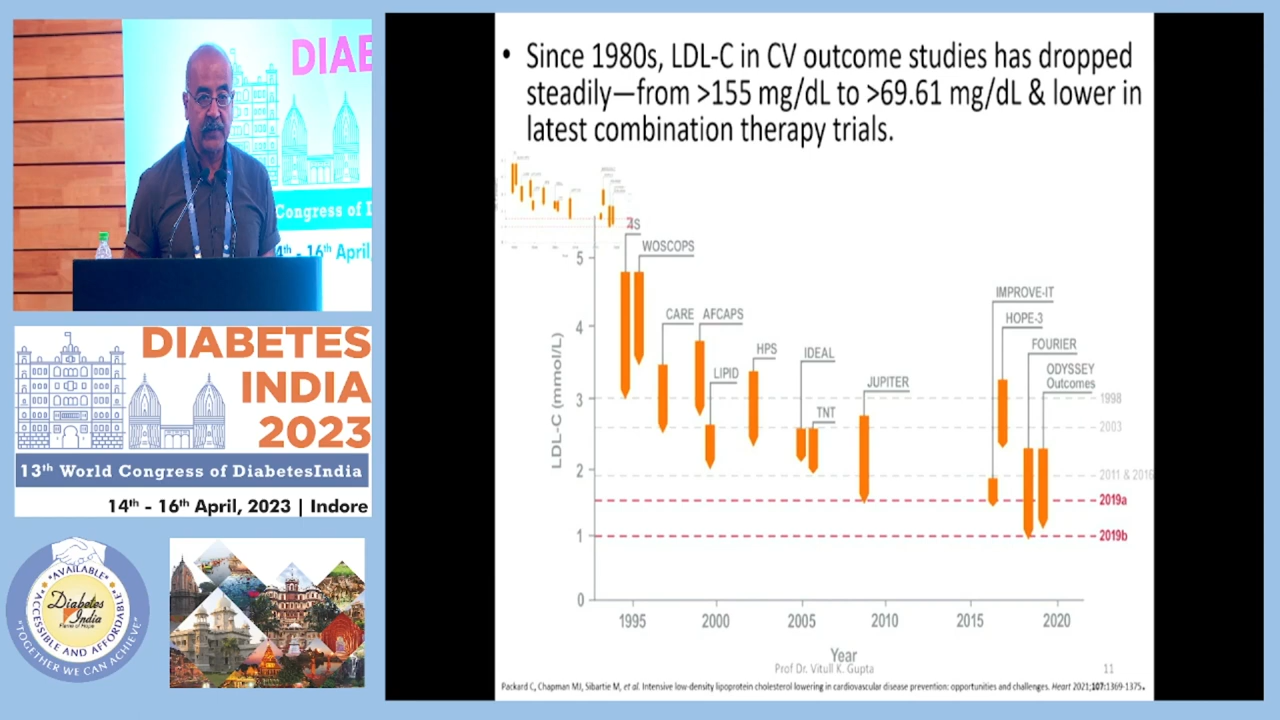 DIABE
Congress of D
4th - 16th April,
DIABETES
INDIA
2023
13th World Congress of DiabetesIndia
14th - 16th April, 2023 | Indore
*AVAILABLE*
*ACCESSIBLE AND AFFORDABLE*
Diabetes
India
"TOGETHER WE CAN ACHIEVE"
• Since 1980s, LDL-C in CV outcome studies has dropped
steadily—from >155 mg/dL to >69.61 mg/dL & lower in
latest combination therapy trials.
4S
WOSCOPS
5
IMPROVE-IT
CARE
AFCAPS
HOPE-3
4
FOURIER
HPS
IDEAL
LIPID
ODYSSEY
Outcomes
JUPITER
3
1998
TNT
2003
LDL-C (mmol/L)
2
2011 & 2016
2019a
1
2019b
0
1995
2000
2005
2010
2015
2020
Year
Prof Dr. Vitull K. Gupta
11
Packard C, Chapman MJ, Sibartie M, et al. Intensive low-density lipoprotein cholesterol lowering in cardiovascular disease prevention: opportunities and challenges. Heart 2021;107:1369-1375.